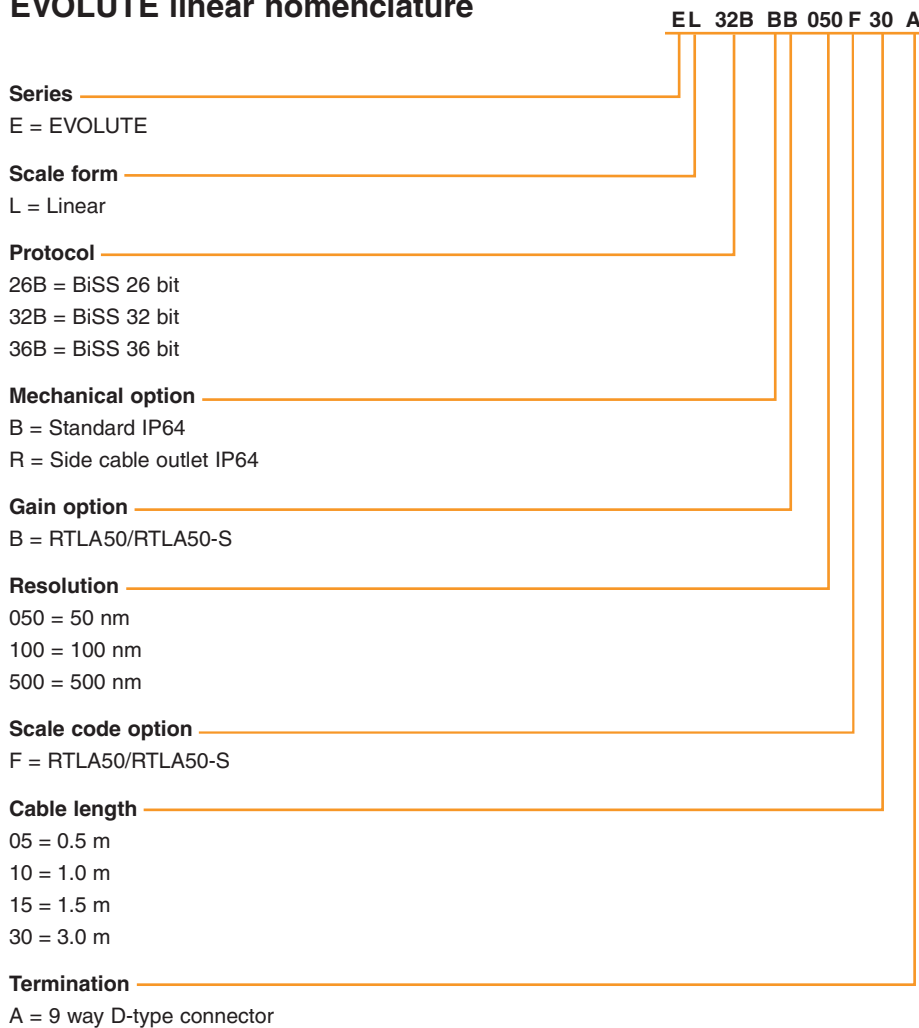 EVOLUTE linear nomenclature
E L 32B B B 050 F 30 A
Series
E = EVOLUTE
Scale form
L = Linear
Protocol
26B = BiSS 26 bit
32B = BiSS 32 bit
36B = BiSS 36 bit
Mechanical option
B = Standard IP64
R = Side cable outlet IP64
Gain option
B = RTLA50/RTLA50-S
Resolution
050 = 50 nm
100 = 100 nm
500 = 500 nm
Scale code option
F = RTLA50/RTLA50-S
Cable length
05 = 0.5 m
10 = 1.0 m
15 = 1.5 m
30 = 3.0 m
Termination
A = 9 way D-type connector